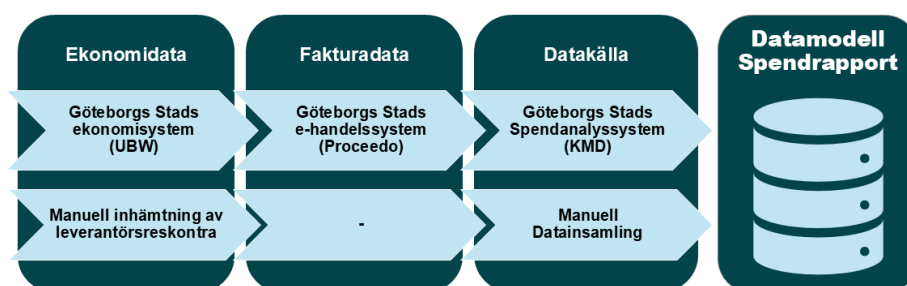 Ekonomidata
Fakturadata
Datakälla
Datamodell
Spendrapport
Göteborgs Stads
ekonomisystem
(UBW)
Göteborgs Stads
e-handelssystem
(Proceedo)
Göteborgs Stads
Spendanalyssystem
(KMD)
Manuell inhämtning av
leverantörsreskontra
-
Manuell
Datainsamling